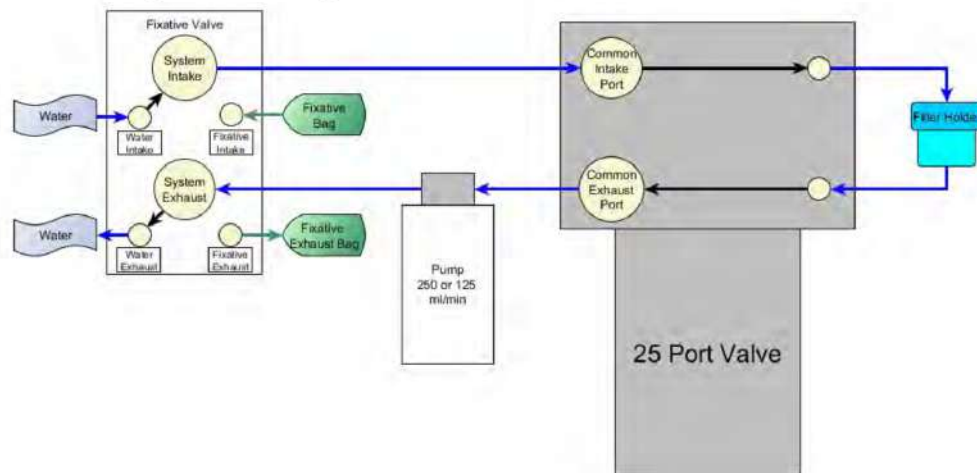 Fixative Valve
System
Intake
Common
Intake
Port
Water
Water
Intake
Fixative
Intake
Fixative
Bag
Filter Holde
System
Exhaust
Common
Exhaust
Port
Water
Water
Exhaust
Fixative
Exhaust
Fixative
Exhaust Bag
Pump
250 or 125
ml/min
25 Port Valve